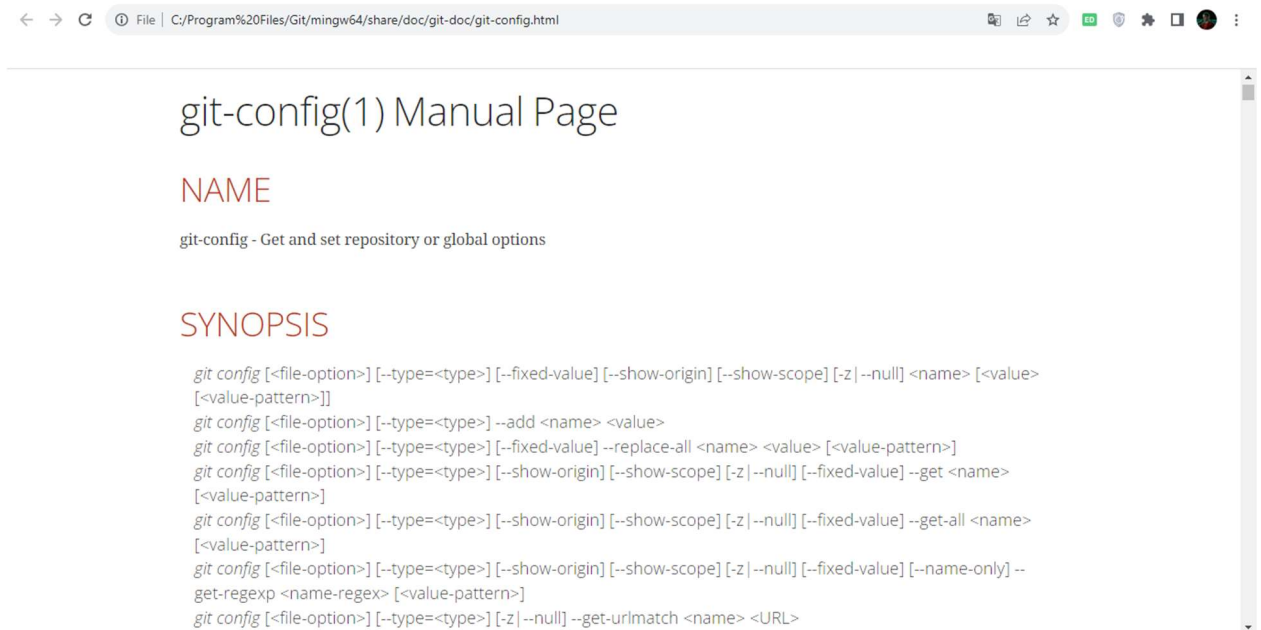 File | C:/Program%20Files/Git/mingw64/share/doc/git-doc/git-config.html
ED
git-config(1) Manual Page
NAME
git-config - Get and set repository or global options
SYNOPSIS
git config [<file-option>] [--type=<type>] [--fixed-value] [--show-origin] [--show-scope] [-z|--null] <name> [<value>
[<value-pattern>]]
git config [<file-option>] [--type=<type>] --add <name> <value>
git config [<file-option>] [--type=<type>] [--fixed-value] --replace-all <name> <value> [<value-pattern>]
git config [<file-option>] [--type=<type>] [--show-origin] [--show-scope] [-z|--null] [--fixed-value] --get <name>
[<value-pattern>]
git config [<file-option>] [--type=<type>] [--show-origin] [--show-scope] [-z|--null] [--fixed-value] --get-all <name>
[<value-pattern>]
git config [<file-option>] [--type=<type>] [--show-origin] [--show-scope] [-z|--null] [--fixed-value] [--name-only] --
get-regexp <name-regex> [<value-pattern>]
git config [<file-option>] [--type=<type>] [-z|--null] --get-urlmatch <name> <URL>